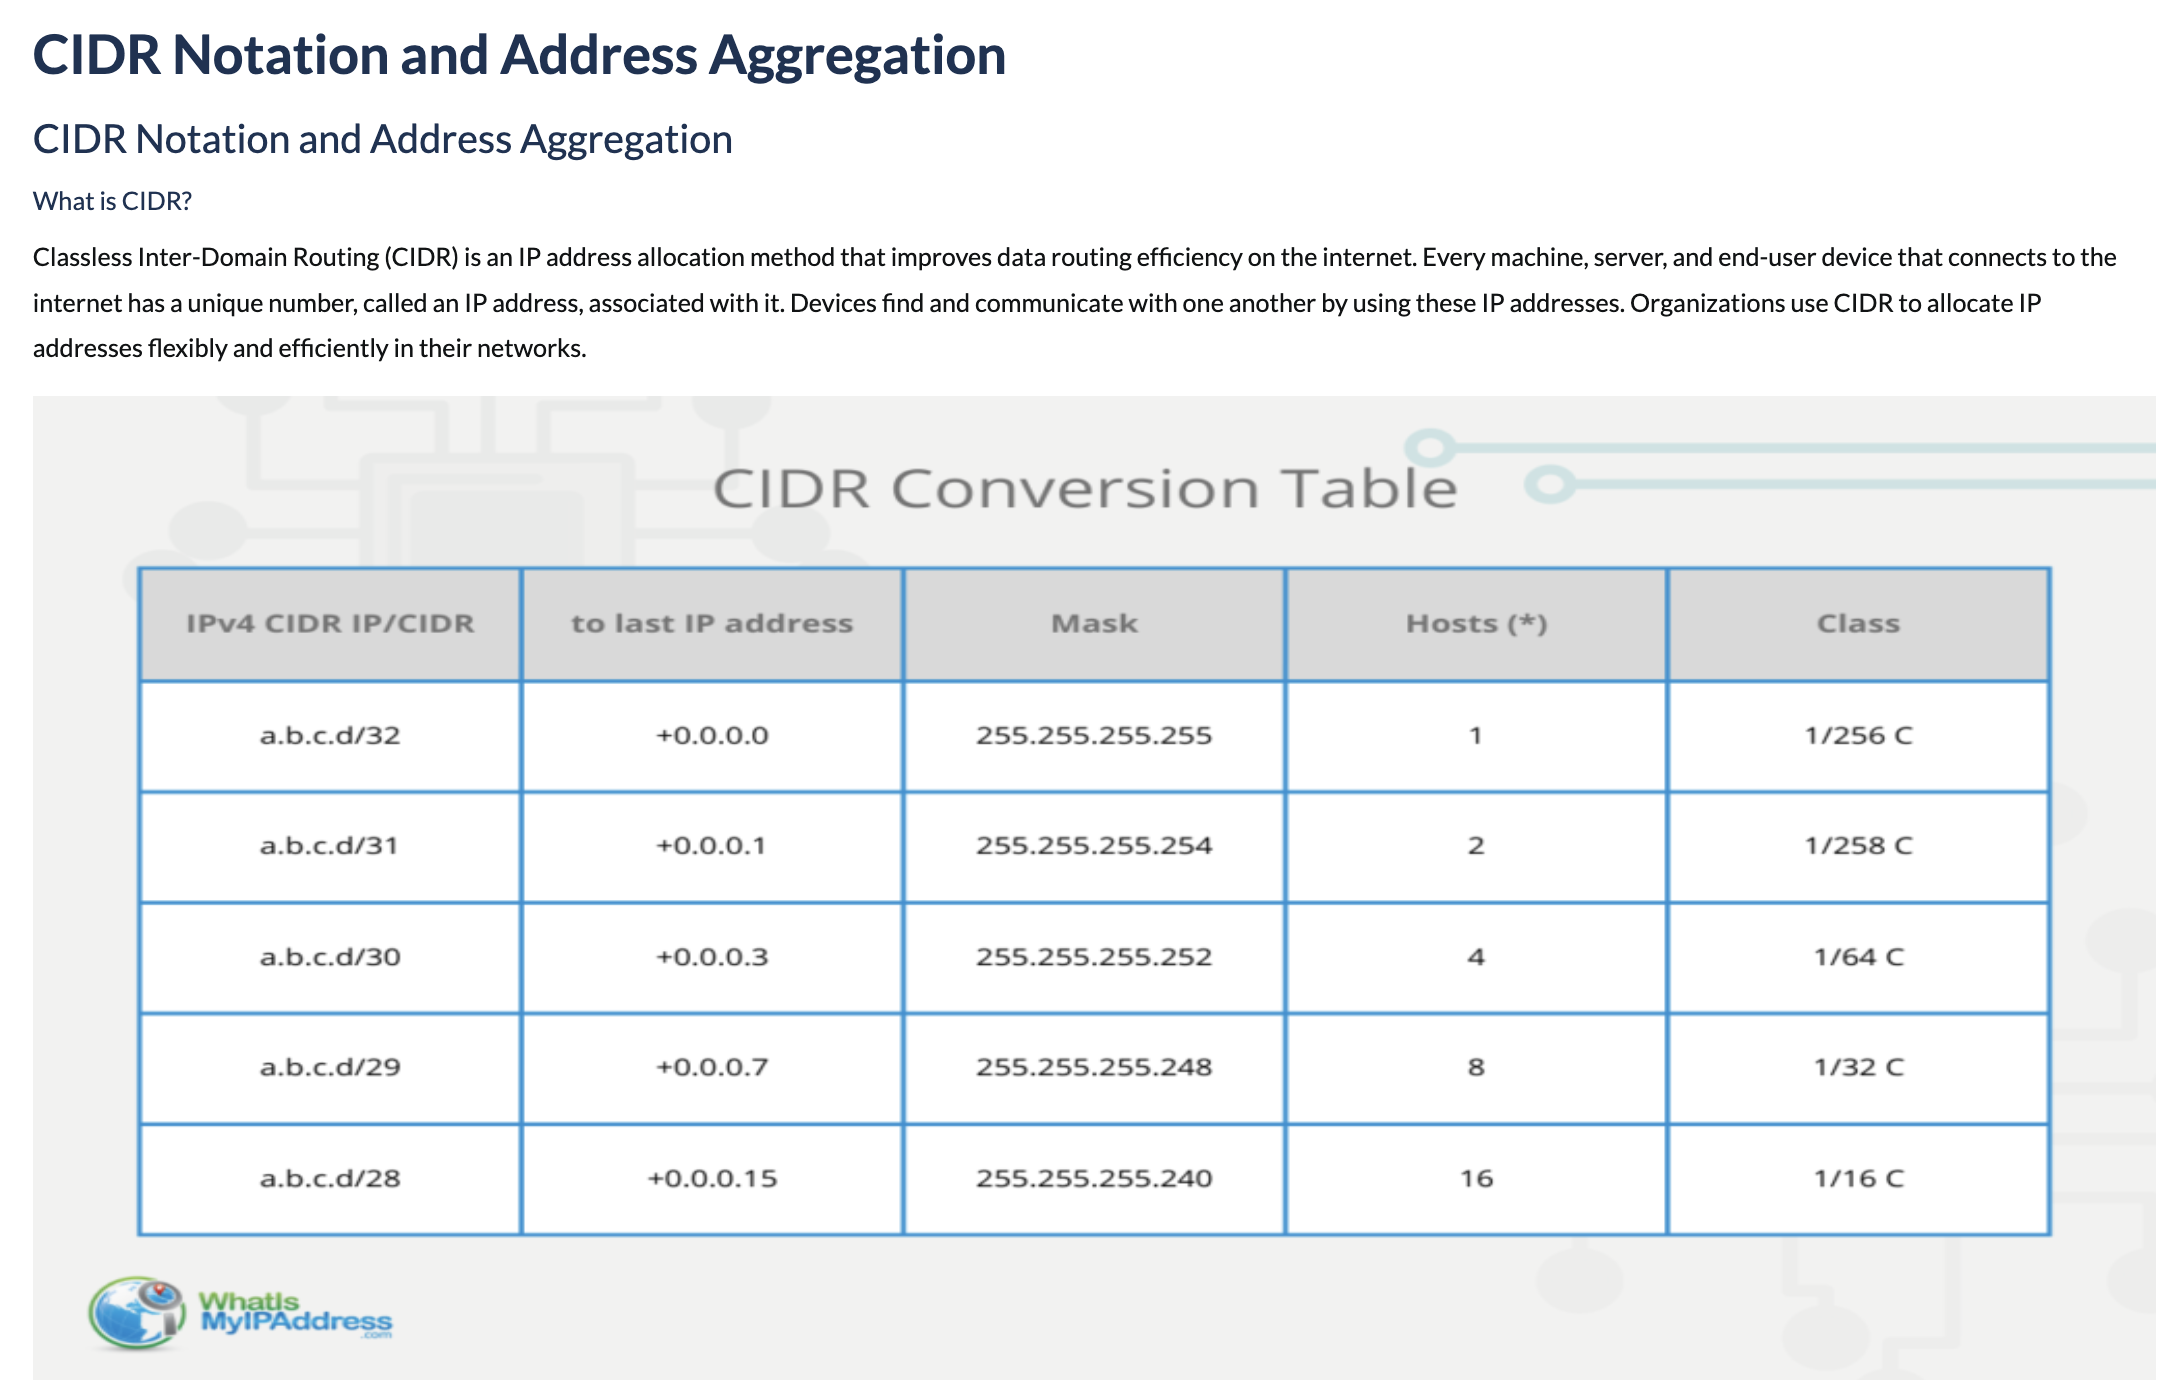 CIDR Notation and Address Aggregation
CIDR Notation and Address Aggregation
What is CIDR?
Classless Inter-Domain Routing (CIDR) is an IP address allocation method that improves data routing efficiency on the internet. Every machine, server, and end-user device that connects to the
internet has a unique number, called an IP address, associated with it. Devices find and communicate with one another by using these IP addresses. Organizations use CIDR to allocate IP
addresses flexibly and efficiently in their networks.
CIDR Conversion Table
IPv4 CIDR IP/CIDR to last IP address Mask Hosts (*) Class
a.b.c.d/32 +0.0.0.0 255.255.255.255 1 1/256 C
a.b.c.d/31 +0.0.0.1 255.255.255.254 2 1/258 C
a.b.c.d/30 +0.0.0.3 255.255.255.252 4 1/64 C
a.b.c.d/29 +0.0.0.7 255.255.255.248 8 1/32 C
a.b.c.d/28 +0.0.0.15 255.255.255.240 16 1/16 C
WhatIs
MyIPAddress
.com